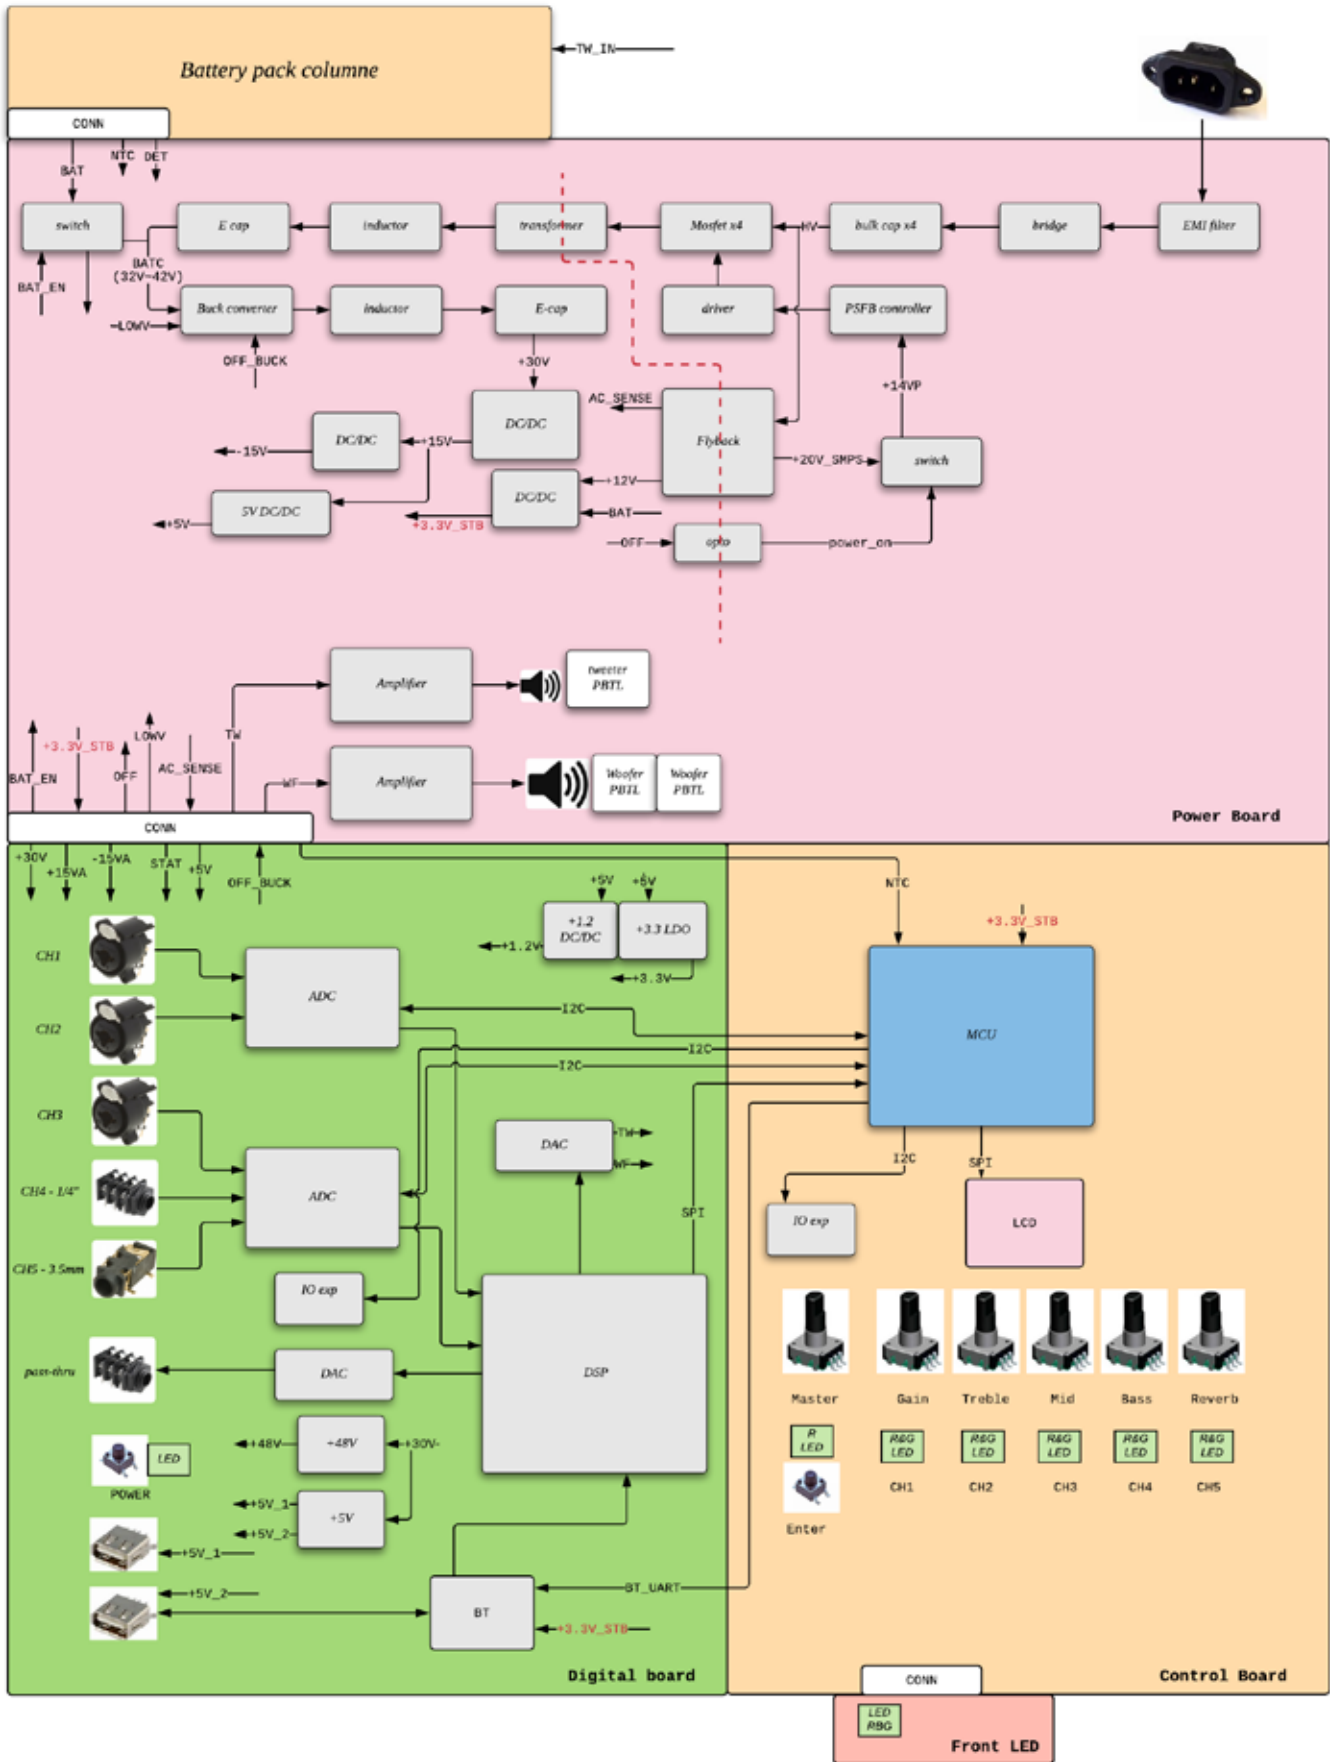 Battery pack columne
TW_IN
CONN
BAT
NTC
DET
switch
E cap
inductor
transformer
Mosfet x4
HV
bulk cap x4
bridge
EMI filter
BATC
(32V~42V)
BAT_EN
LOWV
Buck converter
inductor
E-cap
driver
PSFB controller
OFF_BUCK
+30V
+14VP
AC_SENSE
DC/DC
DC/DC
+15V
-15V
Flyback
+20V_SMPS
switch
+12V
DC/DC
BAT
5V DC/DC
+5V
+3.3V_STB
OFF
opto
power_on
Amplifier
tweeter
PBTL
TW
LOWV
+3.3V_STB
BAT_EN
OFF
AC_SENSE
WF
Amplifier
Woofer
PBTL
Woofer
PBTL
Power Board
CONN
+30V
+15VA
-15VA
STAT
+5V
OFF_BUCK
NTC
+5V
+5V
+1.2
DC/DC
+3.3 LDO
+1.2V
+3.3V
+3.3V_STB
CH1
ADC
CH2
I2C
I2C
I2C
MCU
CH3
DAC
TW
WF
I2C
SPI
CH4 - 1/4"
ADC
SPI
IO exp
LCD
CH5 - 3.5mm
IO exp
pass-thru
DAC
DSP
Master
Gain
Treble
Mid
Bass
Reverb
R
LED
R&G
LED
R&G
LED
R&G
LED
R&G
LED
R&G
LED
LED
+48V
+48V
+30V
POWER
CH1
CH2
CH3
CH4
CH5
+5V_1
+5V
+5V_2
Enter
+5V_1
+5V_2
BT
BT_UART
+3.3V_STB
Digital board
CONN
Control Board
LED
RBG
Front LED